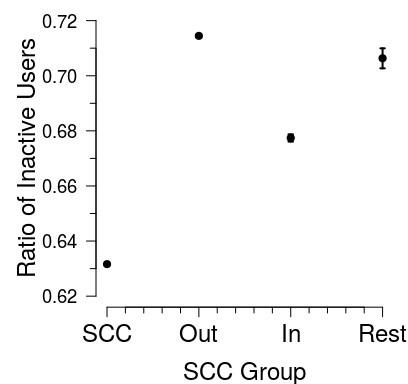 0.72
0.70
0.68
0.66
0.64
0.62
Ratio of Inactive Users
SCC Out In Rest
SCC Group